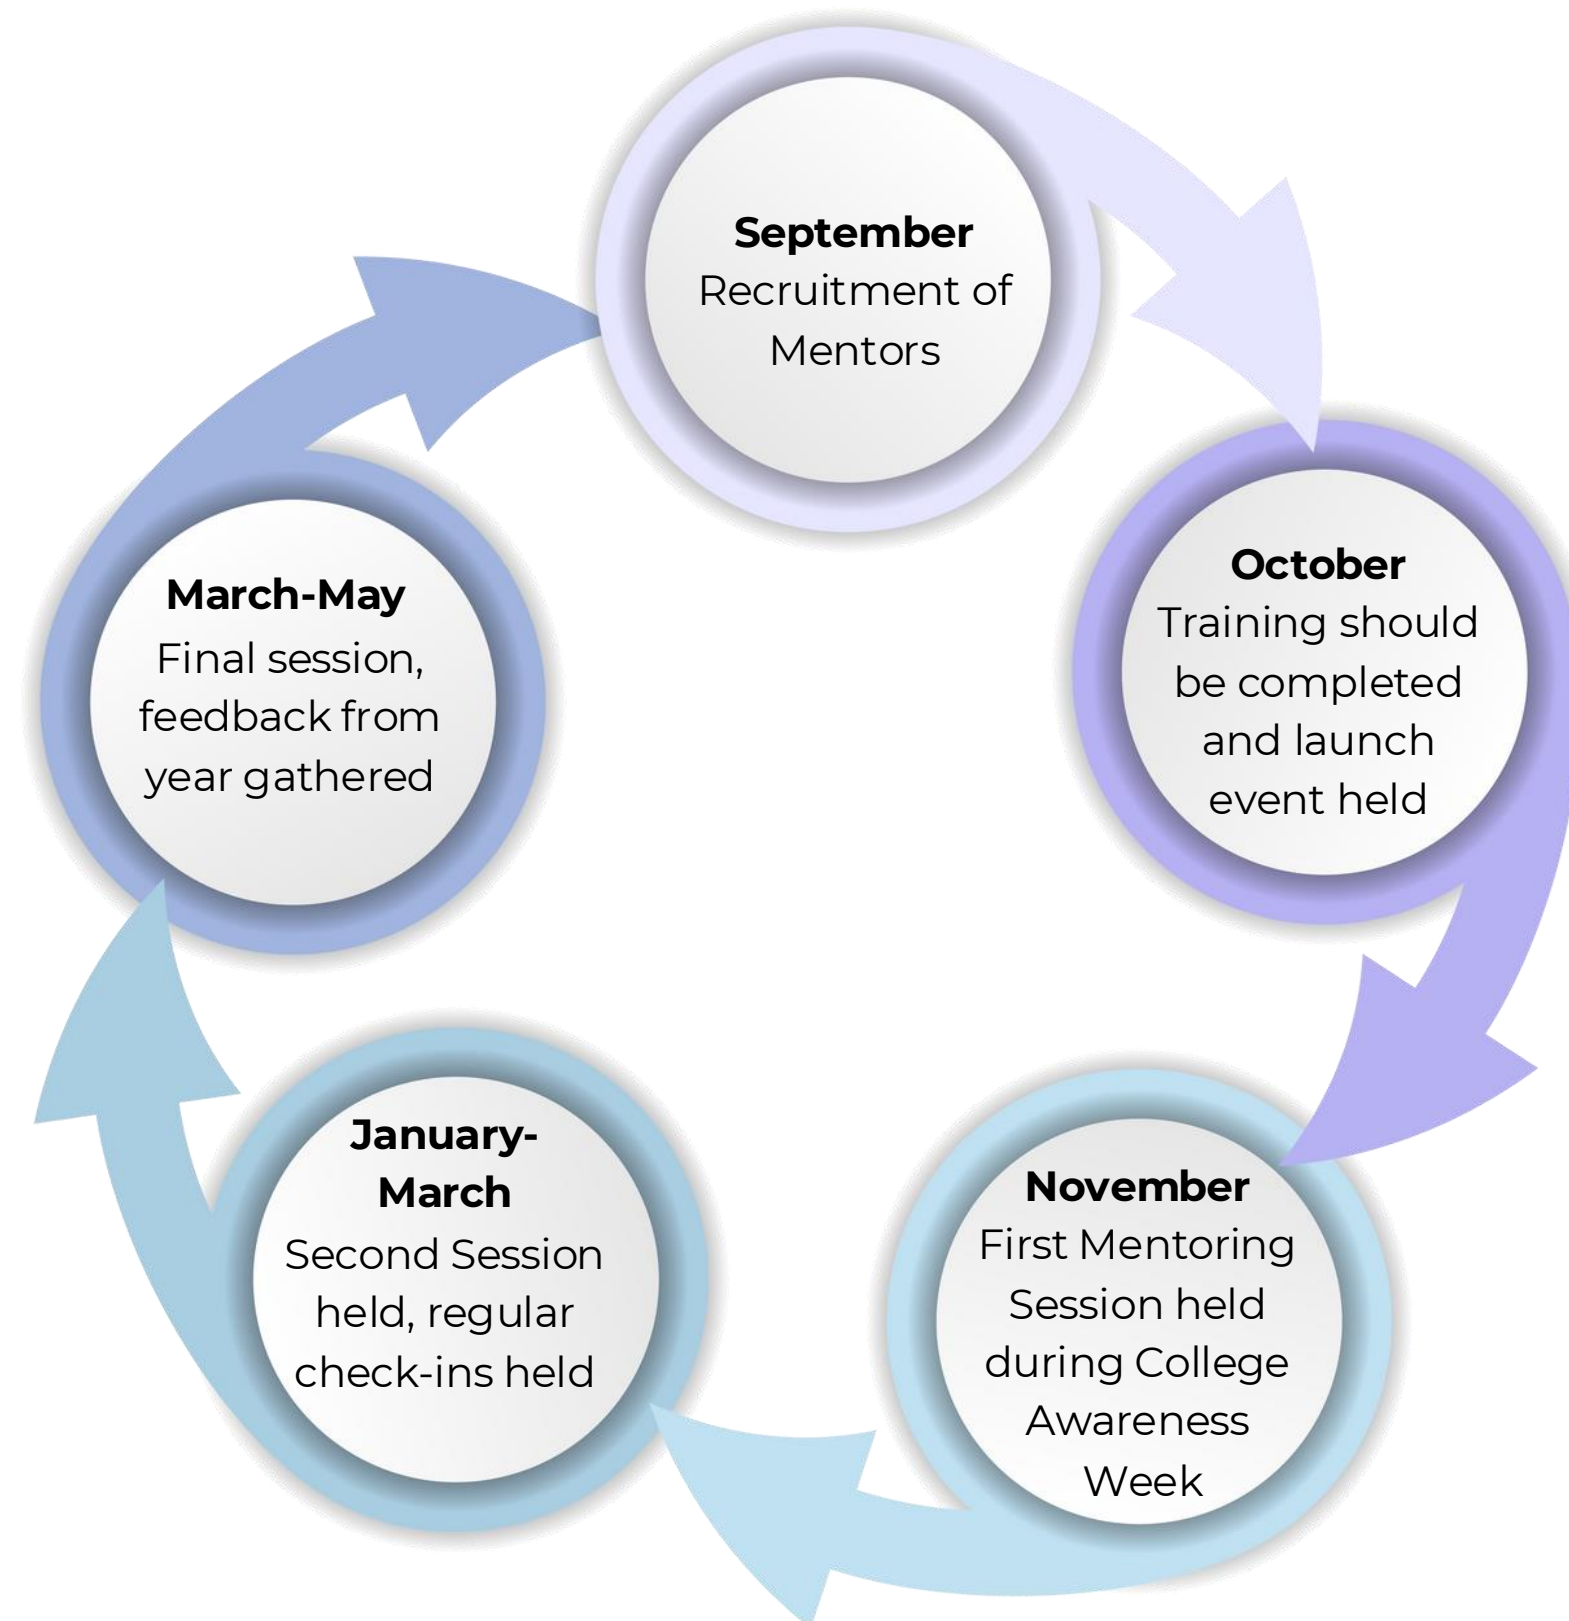 September
Recruitment of
Mentors
October
Training should
be completed
and launch
event held
November
First Mentoring
Session held
during College
Awareness
Week
January-
March
Second Session
held, regular
check-ins held
March-May
Final session,
feedback from
year gathered